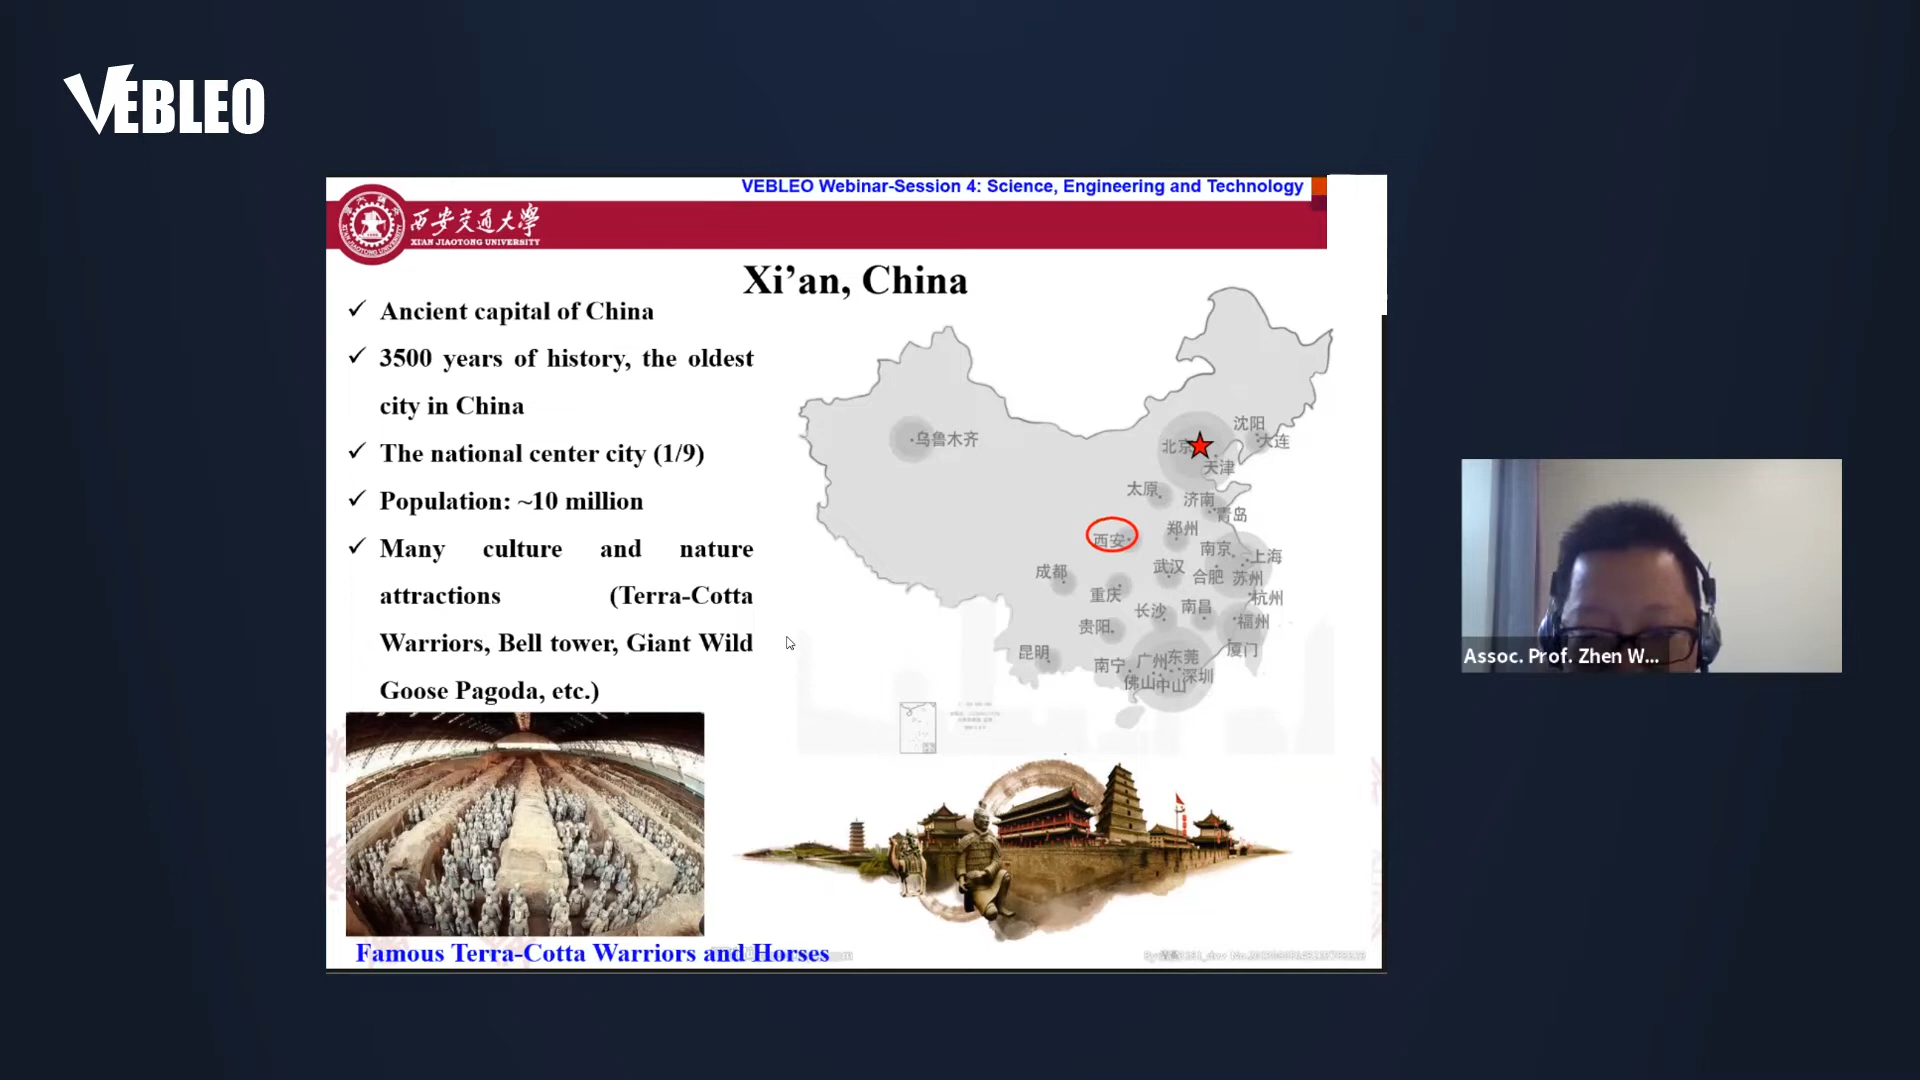 VEBLEO
VEBLEO Webinar-Session 4: Science, Engineering and Technology
西安交通大学
XI'AN JIAOTONG UNIVERSITY
Xi’an, China
✓ Ancient capital of China
✓ 3500 years of history, the oldest
city in China
✓ The national center city (1/9)
✓ Population: ~10 million
✓ Many culture and nature
attractions (Terra-Cotta
Warriors, Bell tower, Giant Wild
Goose Pagoda, etc.)
沈阳
乌鲁木齐
大连
北京
天津
太原
济南
青岛
郑州
西安
南京
上海
武汉
成都
合肥
苏州
重庆
杭州
长沙
南昌
福州
贵阳
昆明
厦门
广州
东莞
南宁
深圳
佛山
中山
Famous Terra-Cotta Warriors and Horses
Assoc. Prof. Zhen W...